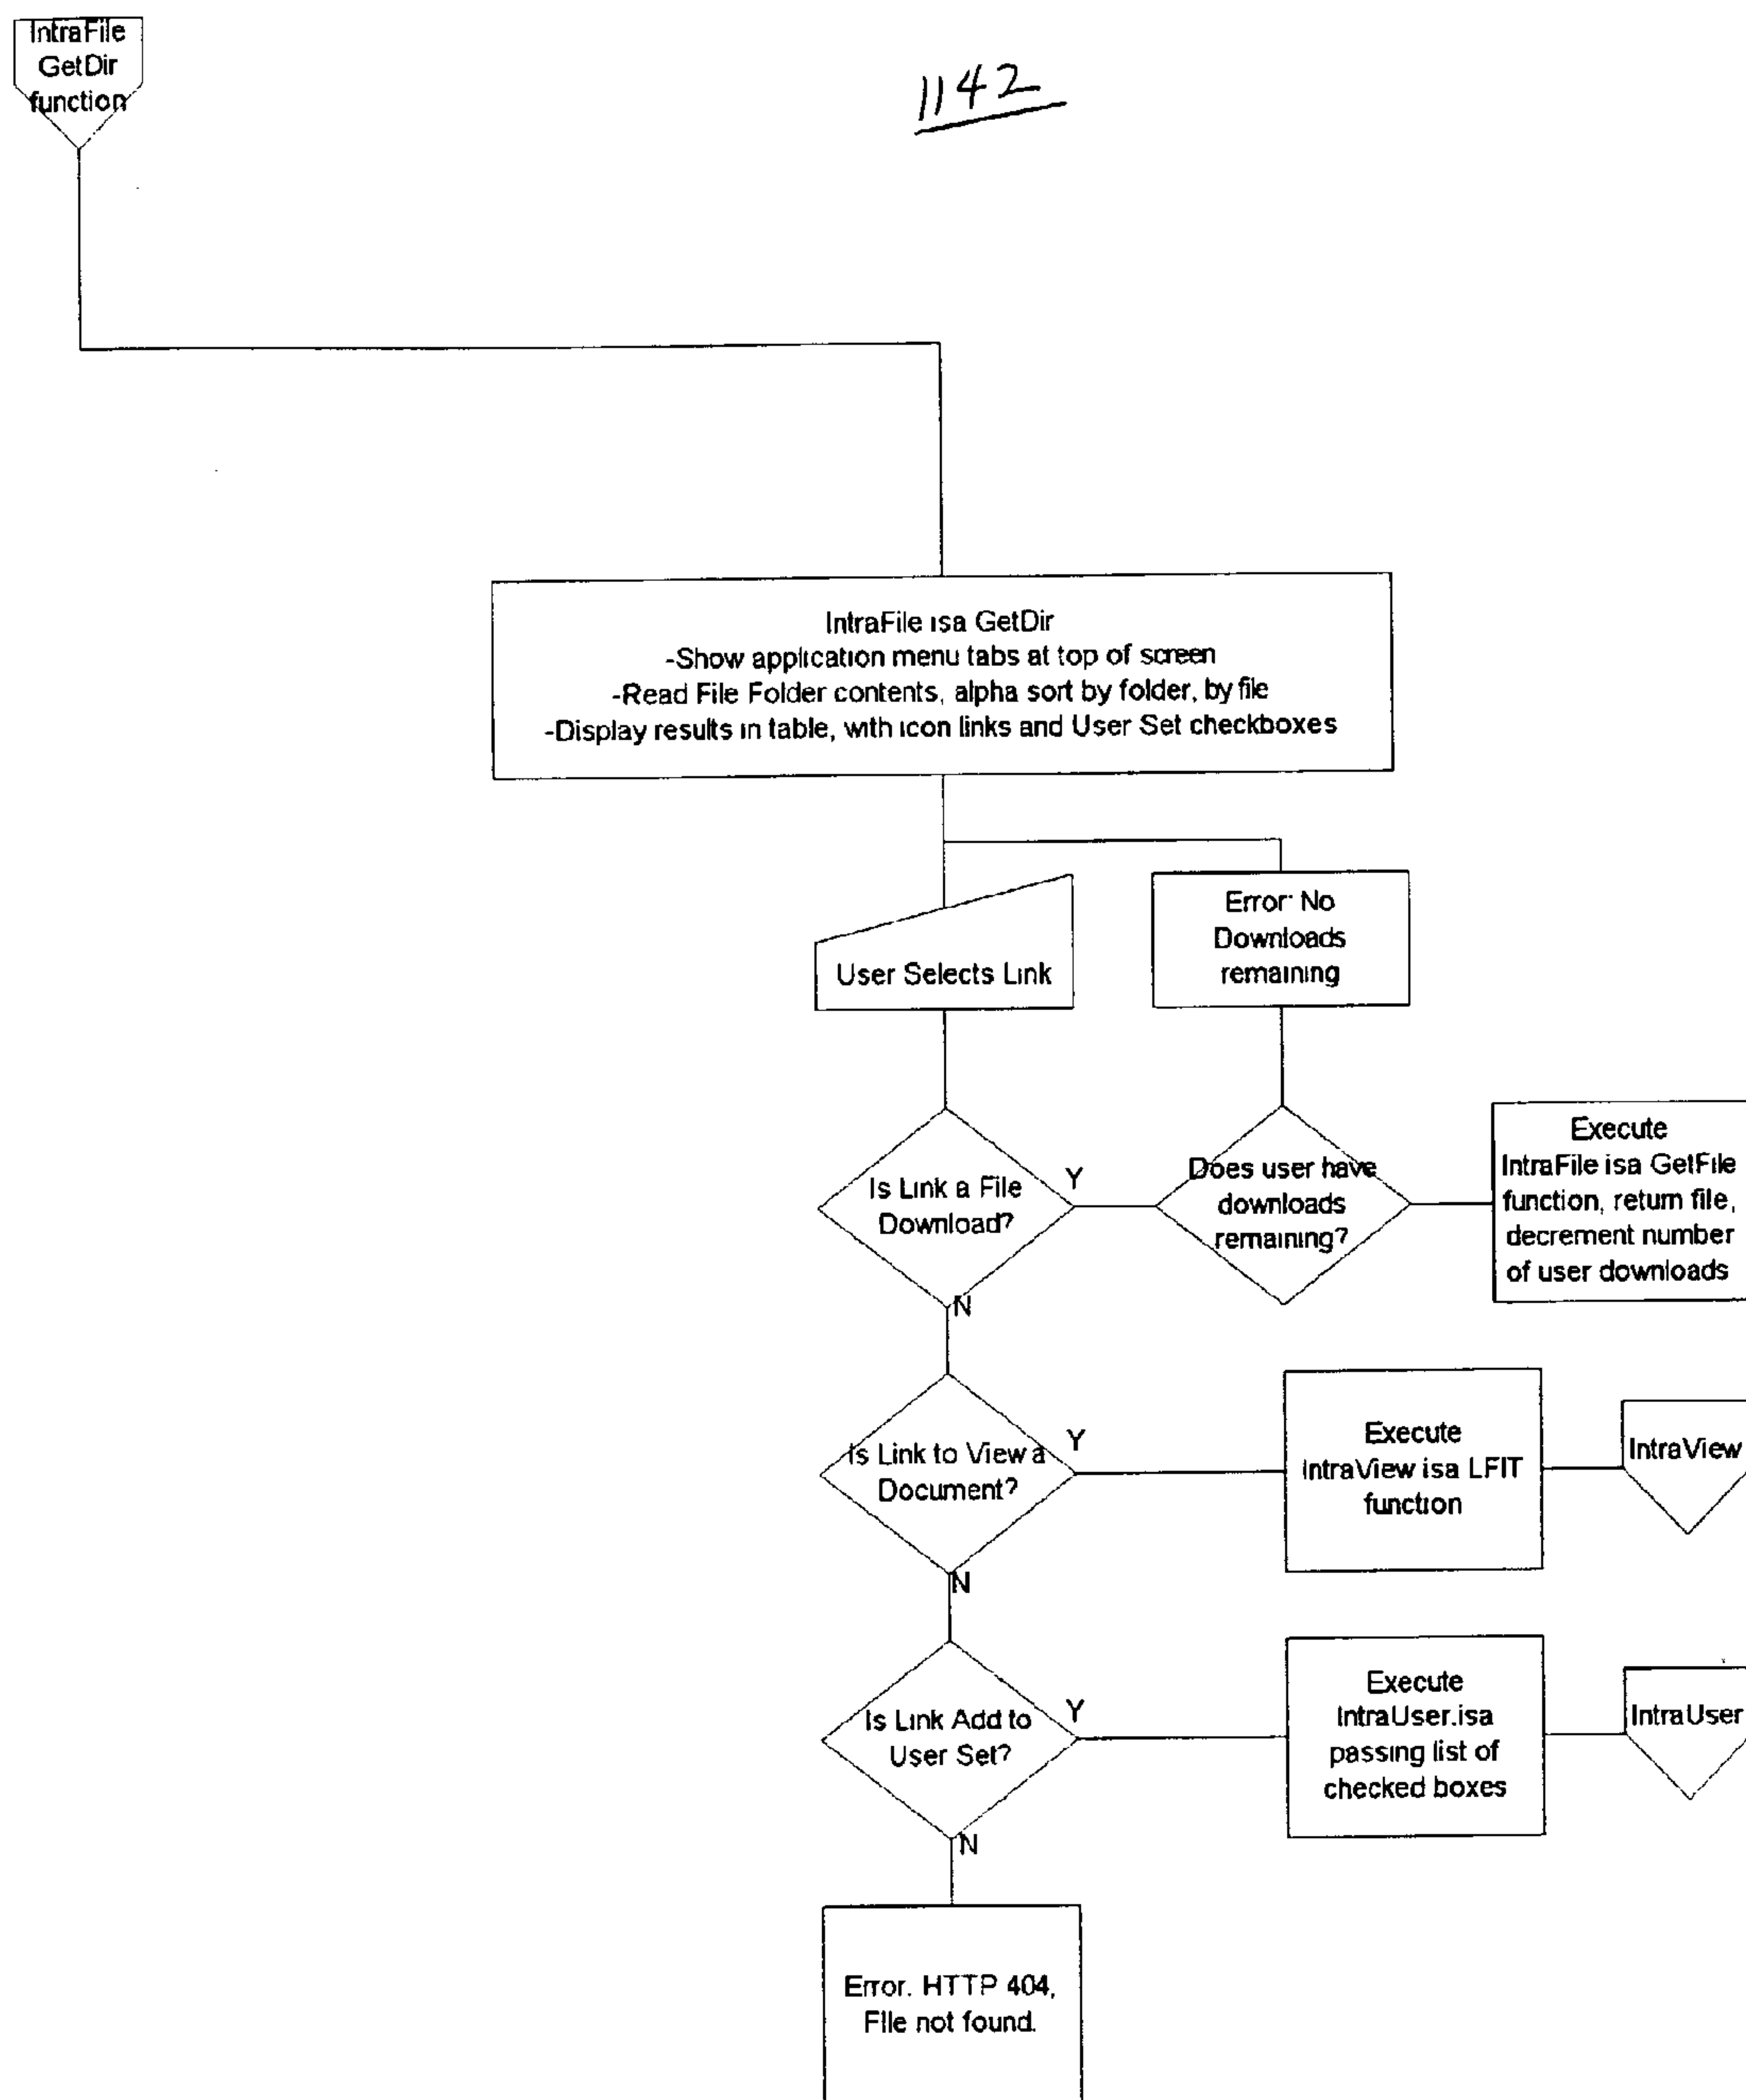 IntraFile
GetDir
function
1142
IntraFile isa GetDir
-Show application menu tabs at top of screen
-Read File Folder contents, alpha sort by folder, by file
-Display results in table, with icon links and User Set checkboxes
User Selects Link
Error: No
Downloads
remaining
Is Link a File
Download?
Y
N
Does user have
downloads
remaining?
Execute
IntraFile isa GetFile
function, return file,
decrement number
of user downloads
Is Link to View a
Document?
Y
N
Execute
IntraView isa LFIT
function
IntraView
Is Link Add to
User Set?
Y
N
Execute
IntraUser.isa
passing list of
checked boxes
IntraUser
Error. HTTP 404,
File not found.